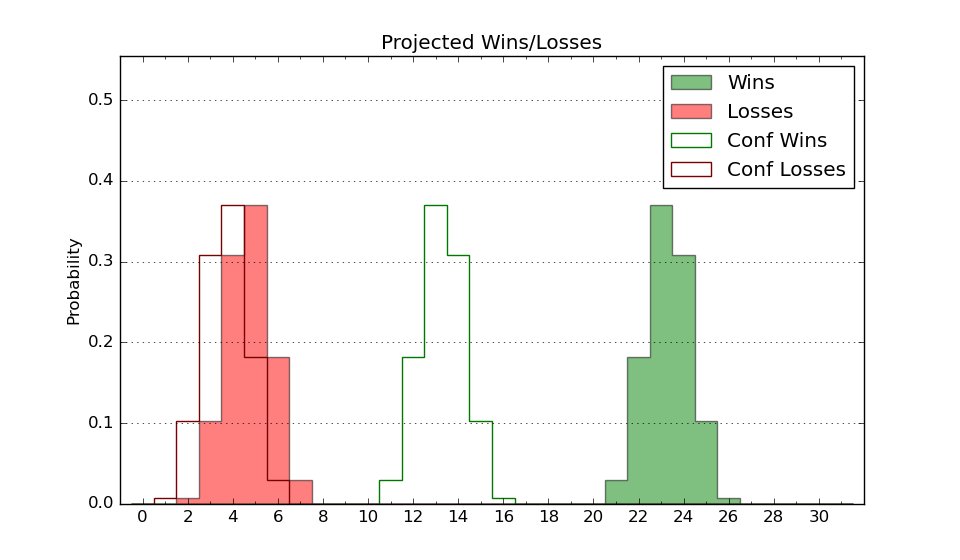 Projected Wins/Losses
Wins
Losses
Conf Wins
Conf Losses
Probability
0.5
0.4
0.3
0.2
0.1
0.0
0 2 4 6 8 10 12 14 16 18 20 22 24 26 28 30